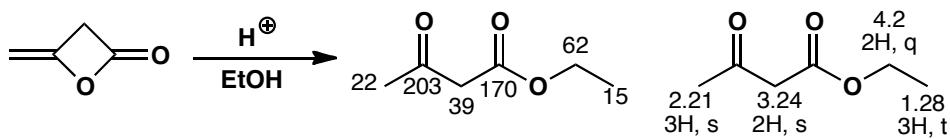 O
O
H⊕
EtOH
O O
22 203 39 170 O 62 15
O O
4.2
2H, q
O
2.21 3.24 1.28
3H, s 2H, s 3H, t